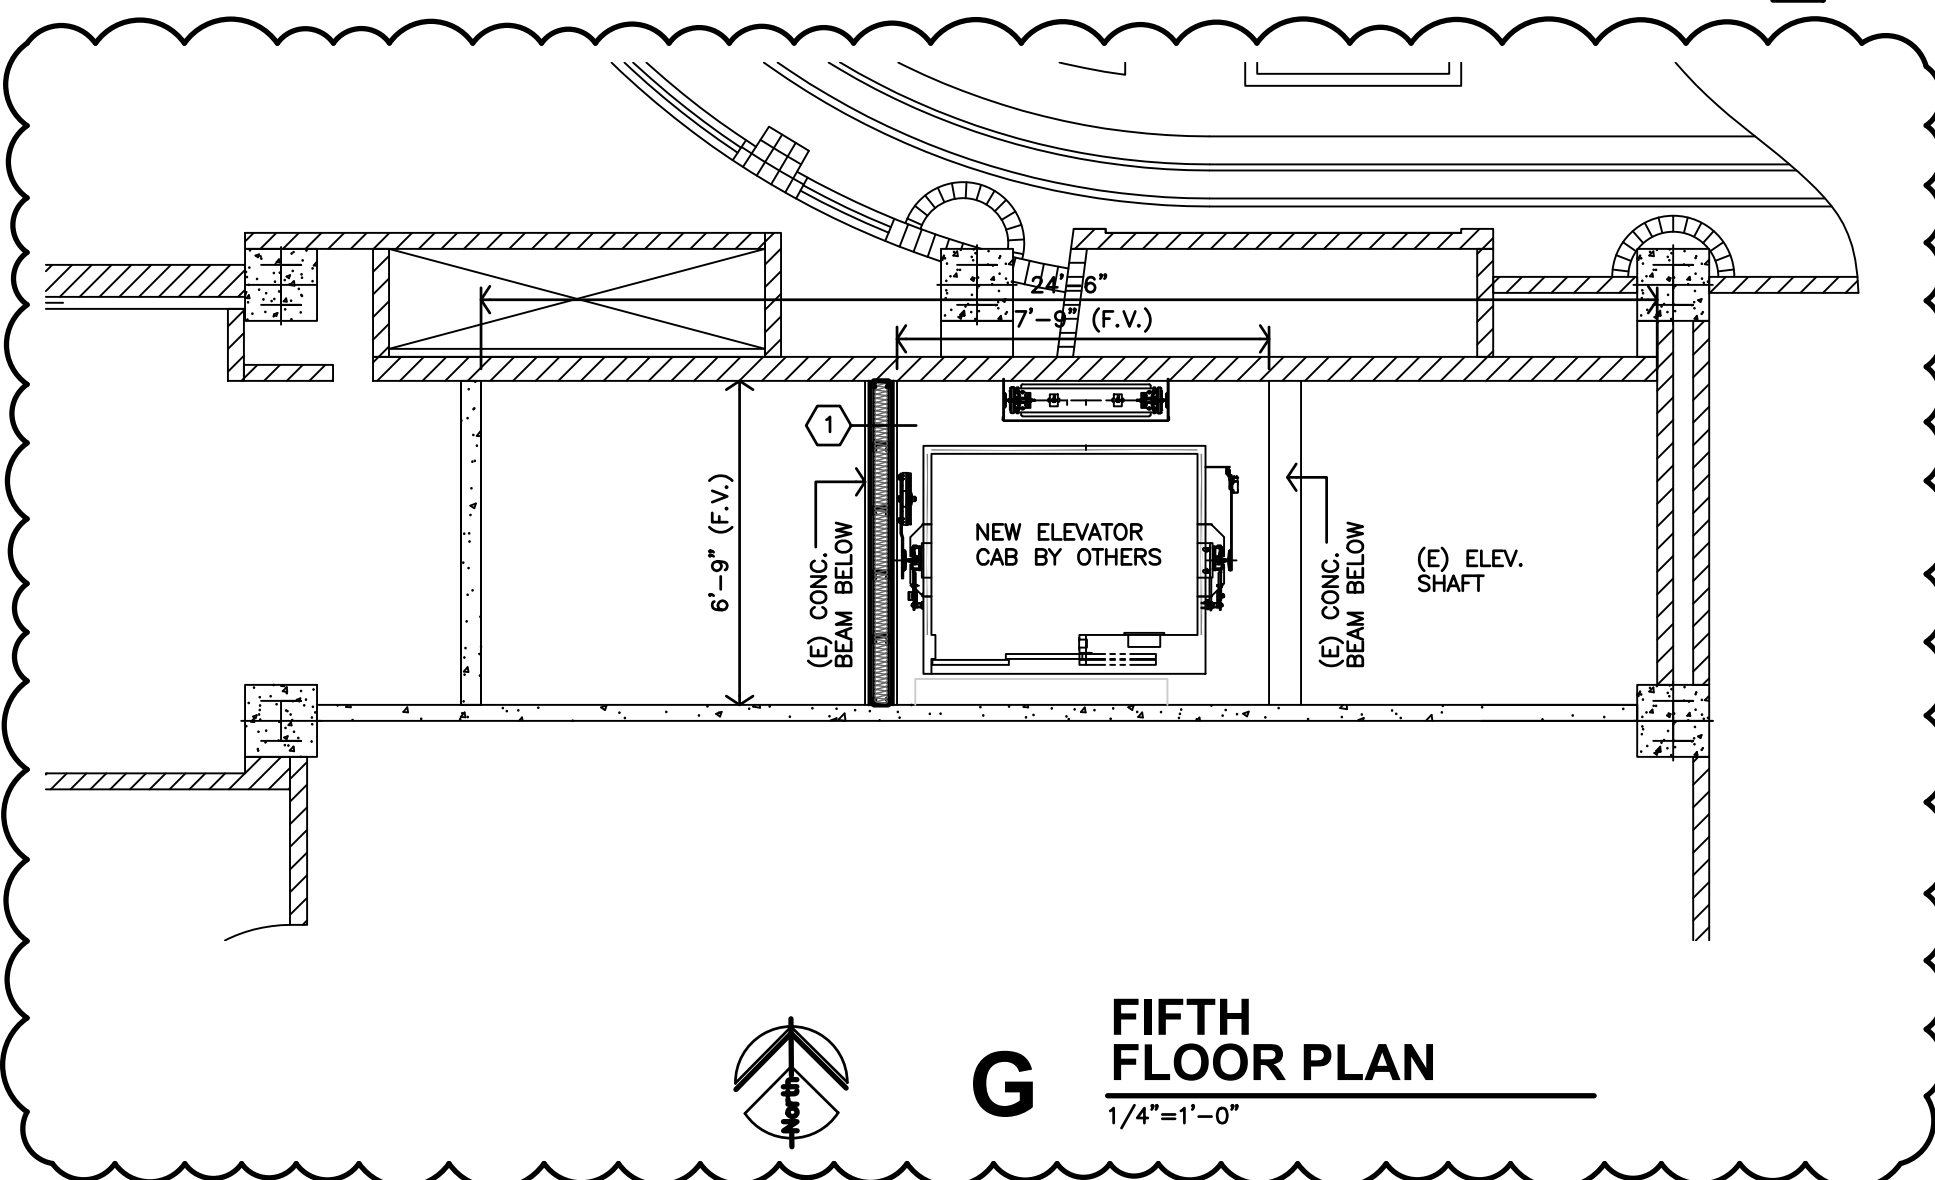 24' 6"
7'-9" (F.V.)
1
6'-9" (F.V.)
(E) CONC.
BEAM BELOW
NEW ELEVATOR
CAB BY OTHERS
(E) CONC.
BEAM BELOW
(E) ELEV.
SHAFT
North
G
FIFTH
FLOOR PLAN
1/4"=1'-0"